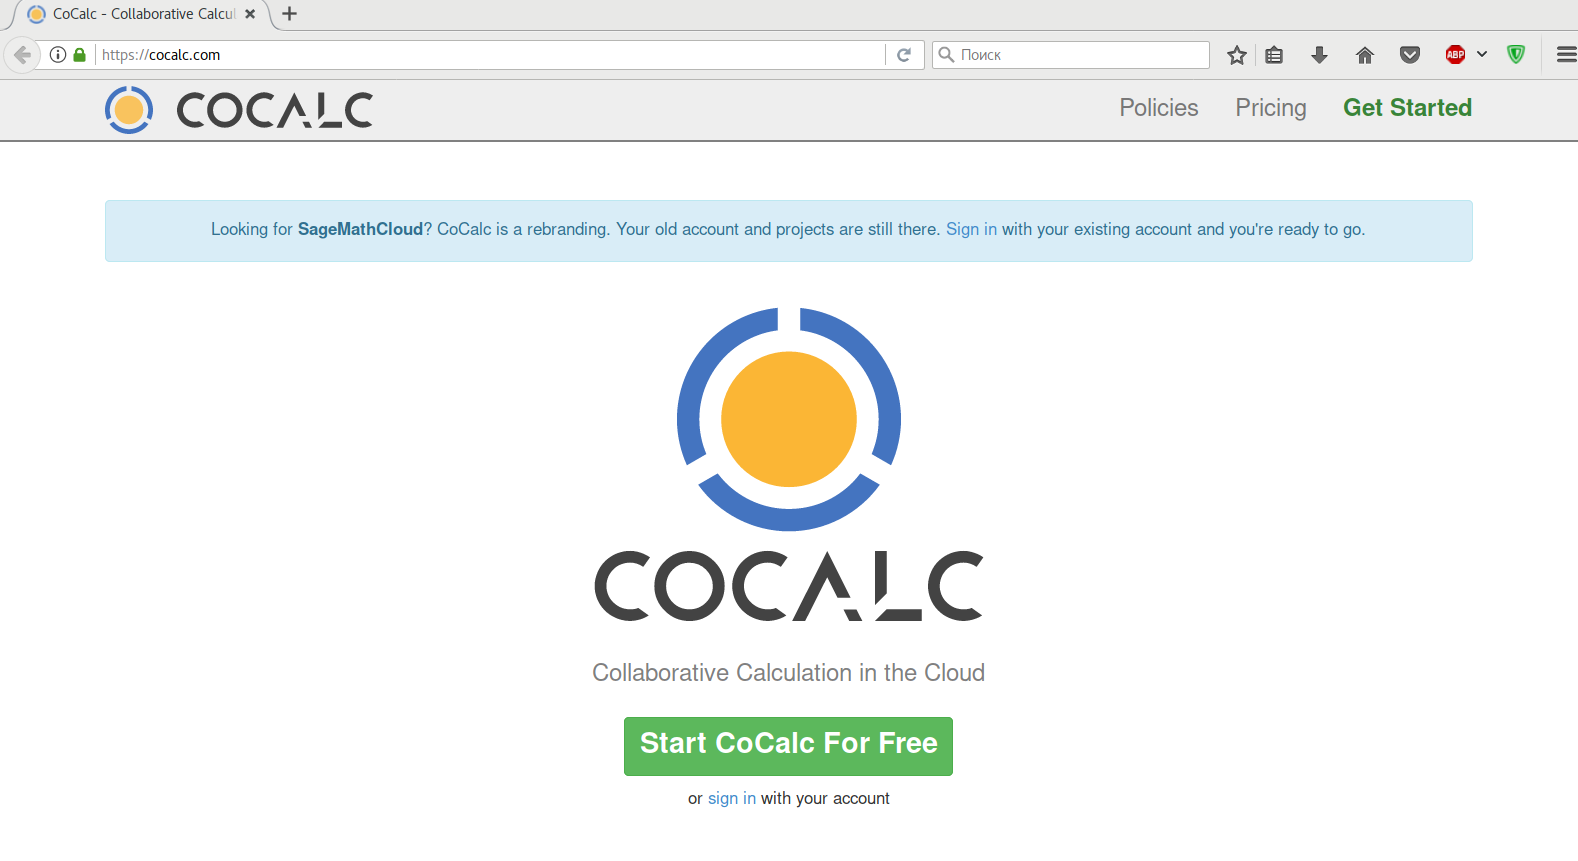 CoCalc - Collaborative Calcul
https://cocalc.com
Поиск
ABP
COCALC
Policies
Pricing
Get Started
Looking for SageMathCloud? CoCalc is a rebranding. Your old account and projects are still there. Sign in with your existing account and you're ready to go.
COCALC
Collaborative Calculation in the Cloud
Start CoCalc For Free
or sign in with your account